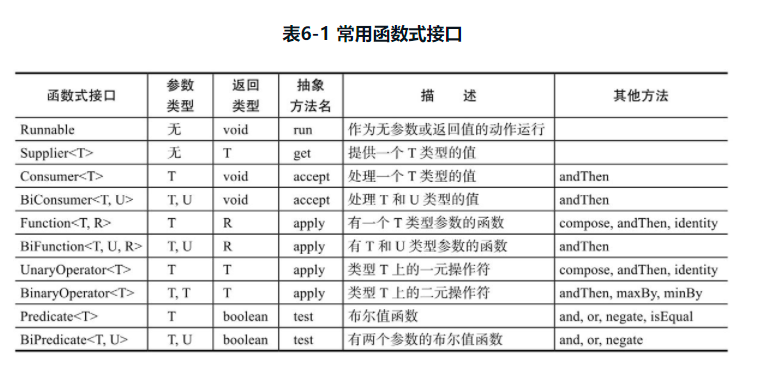 表6-1 常用函数式接口
函数式接口 参数类型 返回类型 抽象方法名 描 述 其他方法
Runnable 无 void run 作为无参数或返回值的动作运行
Supplier<T> 无 T get 提供一个 T 类型的值
Consumer<T> T void accept 处理一个 T 类型的值 andThen
BiConsumer<T, U> T, U void accept 处理 T 和 U 类型的值 andThen
Function<T, R> T R apply 有一个 T 类型参数的函数 compose, andThen, identity
BiFunction<T, U, R> T, U R apply 有 T 和 U 类型参数的函数 andThen
UnaryOperator<T> T T apply 类型 T 上的一元操作符 compose, andThen, identity
BinaryOperator<T> T, T T apply 类型 T 上的二元操作符 andThen, maxBy, minBy
Predicate<T> T boolean test 布尔值函数 and, or, negate, isEqual
BiPredicate<T, U> T, U boolean test 有两个参数的布尔值函数 and, or, negate